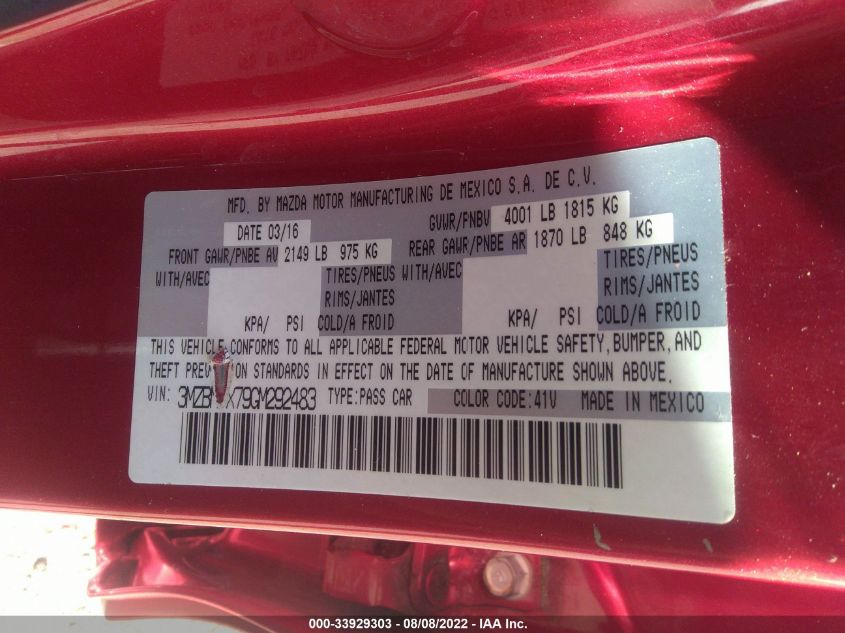 MFD. BY MAZDA MOTOR MANUFACTURING DE MEXICO S.A. DE C.V.
DATE 03/16 GVWR/PNBV 4001 LB 1815 KG
FRONT GAWR/PNBE AV 2149 LB 975 KG REAR GAWR/PNBE AR 1870 LB 848 KG
WITH/AVEC TIRES/PNEUS WITH/AVEC TIRES/PNEUS
RIMS/JANTES RIMS/JANTES
KPA/ PSI COLD/A FROID KPA/ PSI COLD/A FROID
THIS VEHICLE CONFORMS TO ALL APPLICABLE FEDERAL MOTOR VEHICLE SAFETY, BUMPER, AND
THEFT PREV ON STANDARDS IN EFFECT ON THE DATE OF MANUFACTURE SHOWN ABOVE.
VIN: TYPE:PASS CAR COLOR CODE:41V MADE IN MEXICO
000-33929303 - 08/08/2022 - IAA Inc.